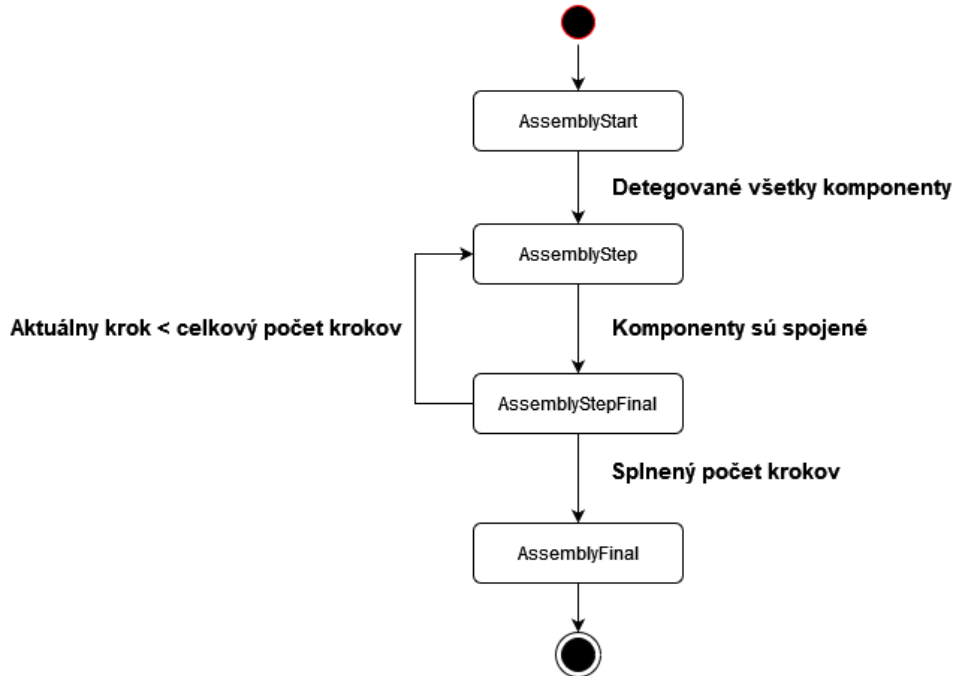 AssemblyStart
Detegované všetky komponenty
AssemblyStep
Aktuálny krok < celkový počet krokov
Komponenty sú spojené
AssemblyStepFinal
Splnený počet krokov
AssemblyFinal